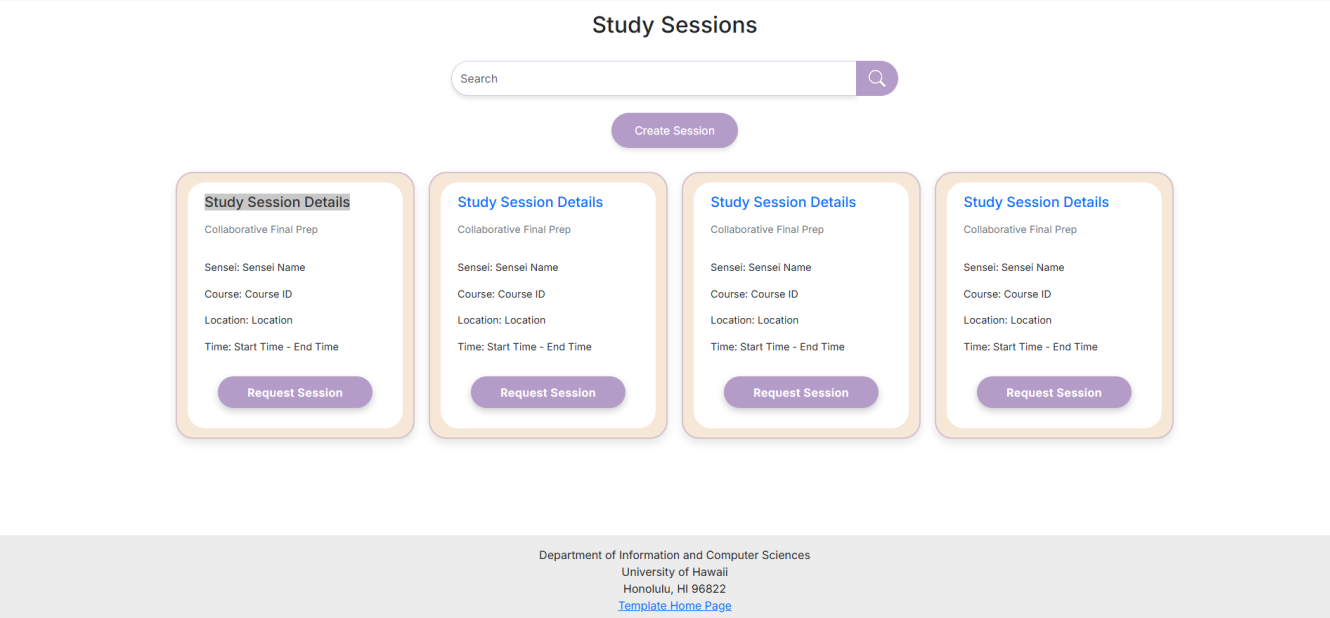 Study Sessions
Search
Create Session
Study Session Details
Collaborative Final Prep
Sensei: Sensei Name
Course: Course ID
Location: Location
Time: Start Time - End Time
Request Session
Study Session Details
Collaborative Final Prep
Sensei: Sensei Name
Course: Course ID
Location: Location
Time: Start Time - End Time
Request Session
Study Session Details
Collaborative Final Prep
Sensei: Sensei Name
Course: Course ID
Location: Location
Time: Start Time - End Time
Request Session
Study Session Details
Collaborative Final Prep
Sensei: Sensei Name
Course: Course ID
Location: Location
Time: Start Time - End Time
Request Session
Department of Information and Computer Sciences
University of Hawaii
Honolulu, HI 96822
Template Home Page